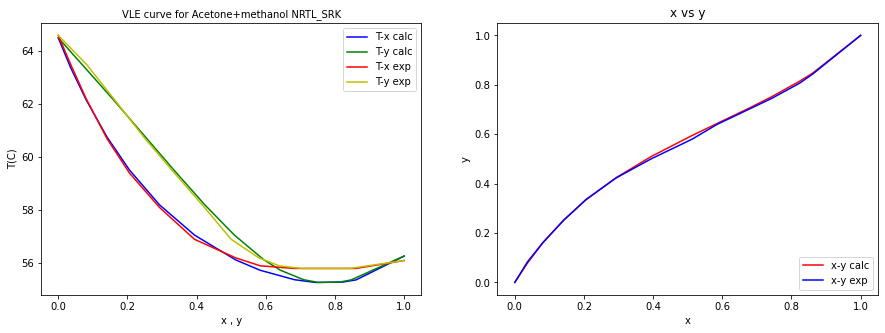 VLE curve for Acetone+methanol NRTL_SRK
T-x calc
T-y calc
T-x exp
T-y exp
64
62
60
58
56
T(C)
0.0 0.2 0.4 0.6 0.8 1.0
x , y
x vs y
1.0
0.8
0.6
0.4
0.2
0.0
y
x-y calc
x-y exp
0.0 0.2 0.4 0.6 0.8 1.0
x